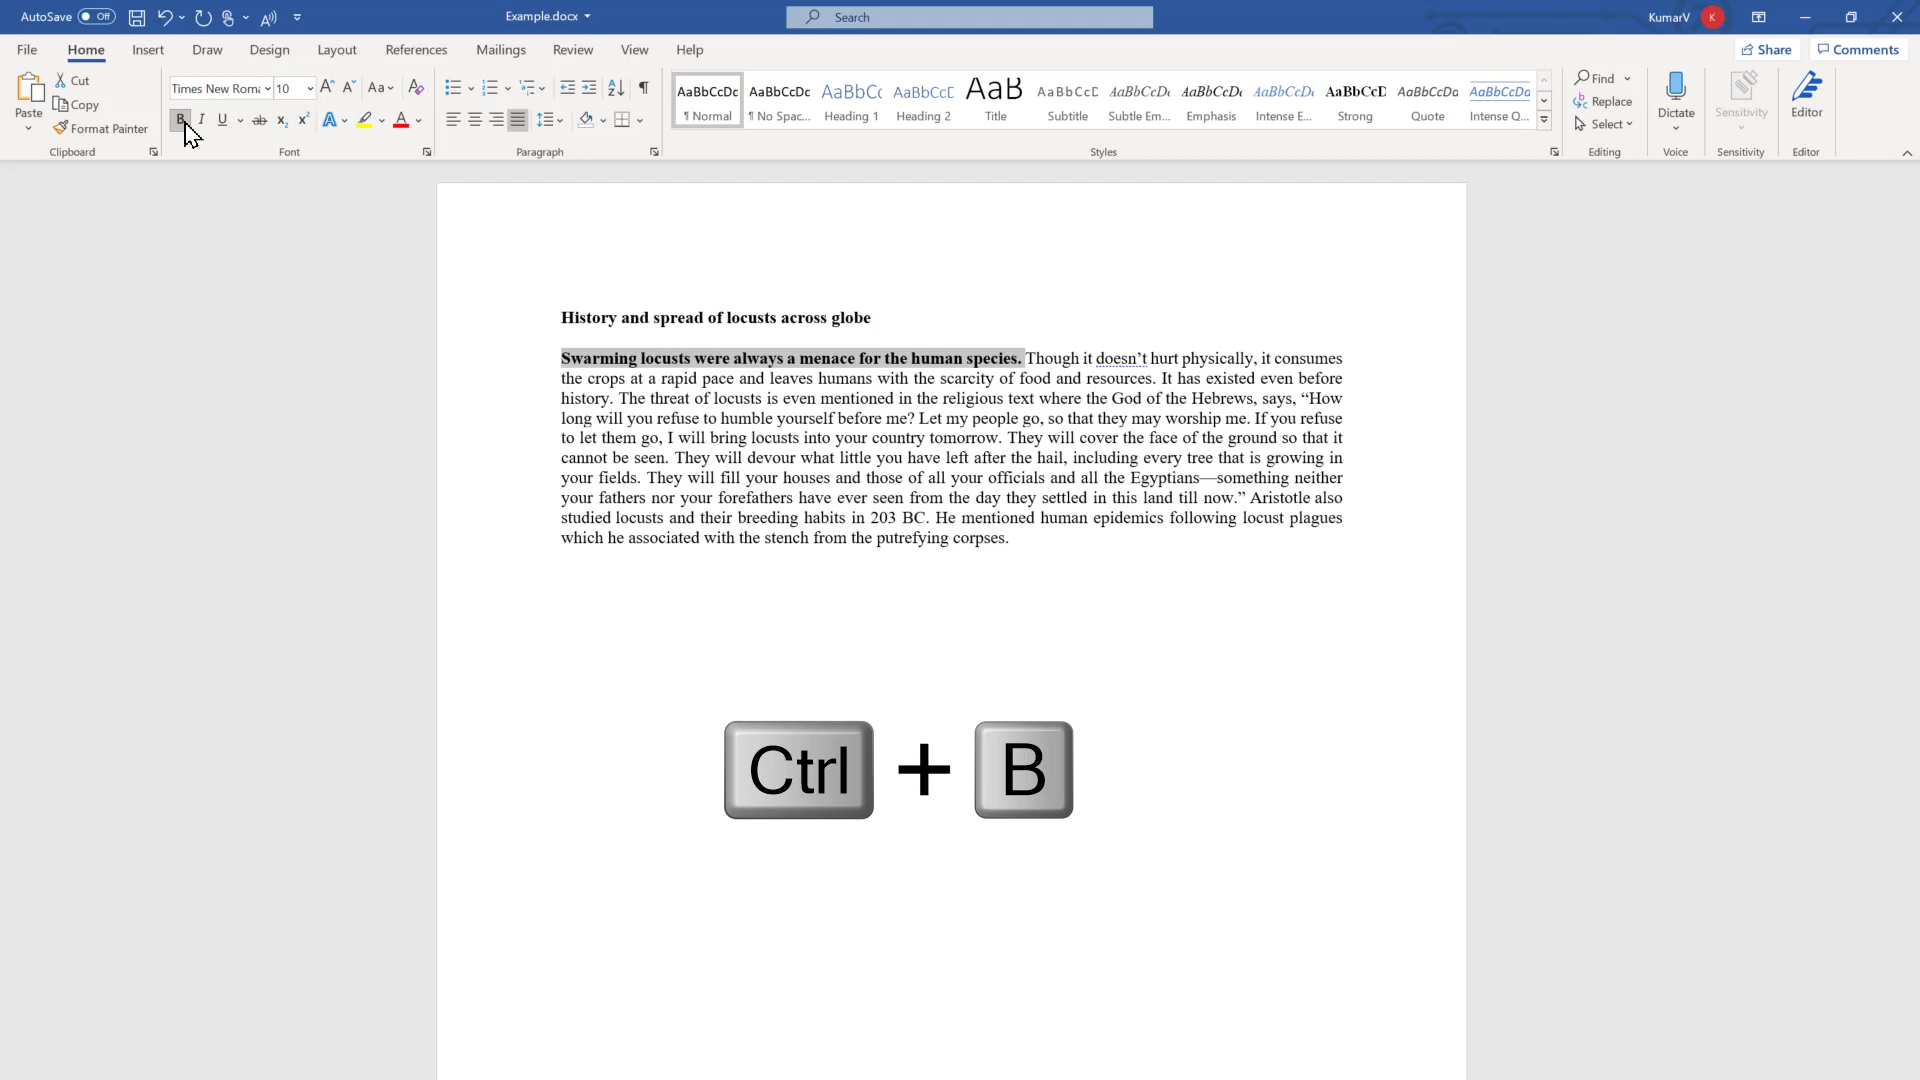 AutoSave Off Example.docx Search KumarV K
File Home Insert Draw Design Layout References Mailings Review View Help Share Comments
Paste Cut Copy Format Painter Clipboard
Times New Roma 10 Aa
B I U ab x₂ x² A A Font
Paragraph
AaBbCcDc AaBbCcDc AaBbCc AaBbCcE AaB AaBbCcD AaBbCcDc AaBbCcDc AaBbCcDc AaBbCcD AaBbCcDc AaBbCcDc
¶ Normal ¶ No Spac... Heading 1 Heading 2 Title Subtitle Subtle Em... Emphasis Intense E... Strong Quote Intense Q...
Styles
Find
Replace
Select
Editing
Dictate
Voice
Sensitivity
Sensitivity
Editor
Editor
History and spread of locusts across globe
Swarming locusts were always a menace for the human species. Though it doesn’t hurt physically, it consumes
the crops at a rapid pace and leaves humans with the scarcity of food and resources. It has existed even before
history. The threat of locusts is even mentioned in the religious text where the God of the Hebrews, says, “How
long will you refuse to humble yourself before me? Let my people go, so that they may worship me. If you refuse
to let them go, I will bring locusts into your country tomorrow. They will cover the face of the ground so that it
cannot be seen. They will devour what little you have left after the hail, including every tree that is growing in
your fields. They will fill your houses and those of all your officials and all the Egyptians—something neither
your fathers nor your forefathers have ever seen from the day they settled in this land till now.” Aristotle also
studied locusts and their breeding habits in 203 BC. He mentioned human epidemics following locust plagues
which he associated with the stench from the putrefying corpses.
Ctrl + B